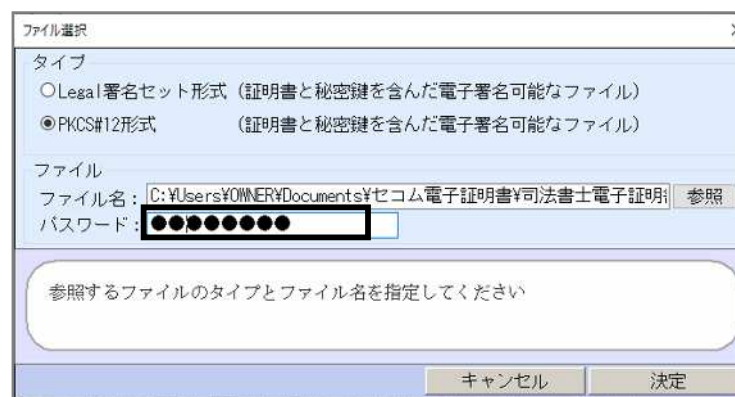 ファイル選択
タイプ
○Legal署名セット形式 (証明書と秘密鍵を含んだ電子署名可能なファイル)
◉PKCS#12形式 (証明書と秘密鍵を含んだ電子署名可能なファイル)
ファイル
ファイル名: C:¥Users¥OWNER¥Documents¥セコム電子証明書¥司法書士電子証明 参照
パスワード: ●●●●●●●●
参照するファイルのタイプとファイル名を指定してください
キャンセル 決定